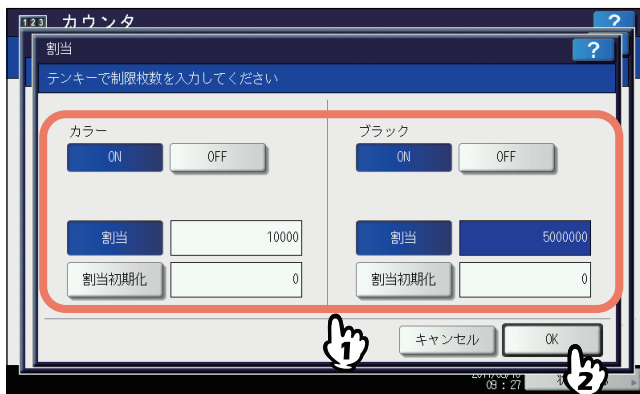 123 カウンタ ?
割当 ?
テンキーで制限枚数を入力してください
カラー
ON OFF
割当 10000
割当初期化 0
ブラック
ON OFF
割当 5000000
割当初期化 0
キャンセル OK
1
2
09:27